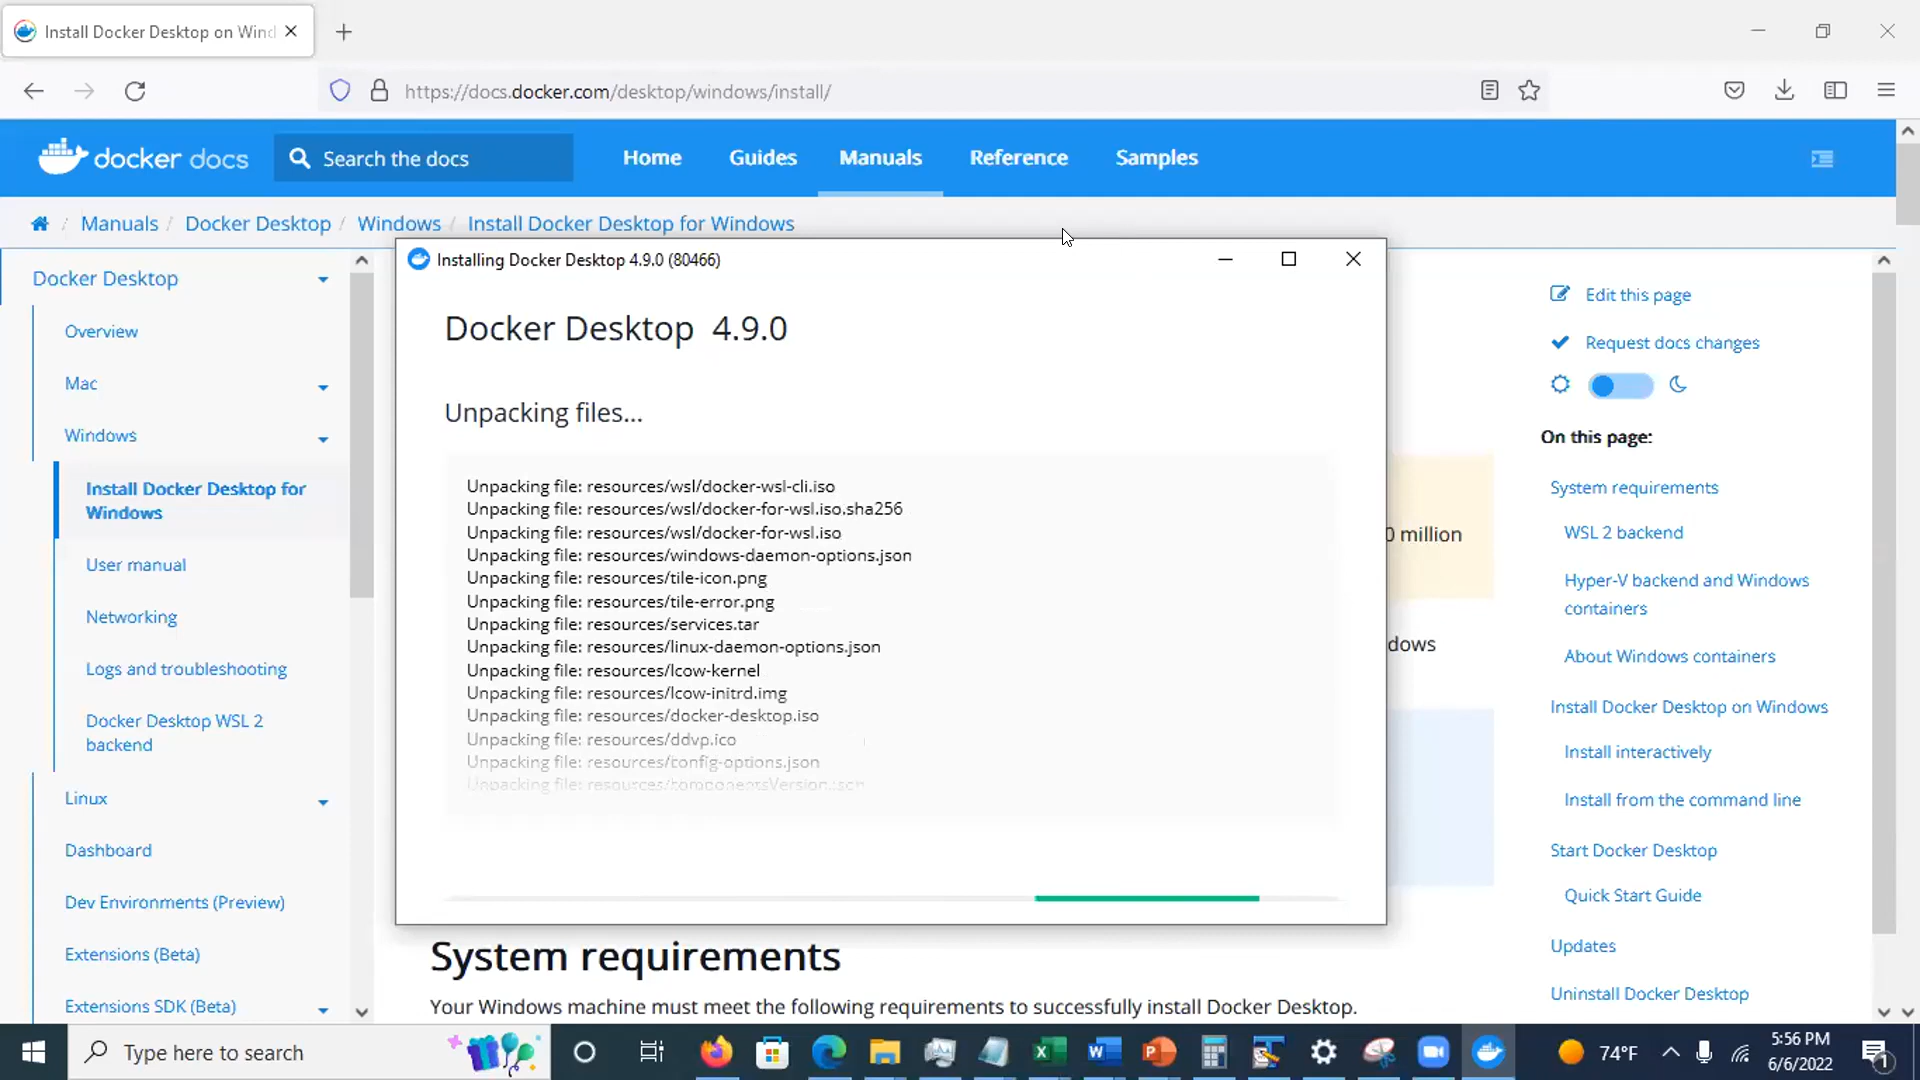 Install Docker Desktop on Wind
https://docs.docker.com/desktop/windows/install/
docker docs
Search the docs
Home
Guides
Manuals
Reference
Samples
/ Manuals / Docker Desktop / Windows / Install Docker Desktop for Windows
Docker Desktop
Overview
Mac
Windows
Install Docker Desktop for
Windows
User manual
Networking
Logs and troubleshooting
Docker Desktop WSL 2
backend
Linux
Dashboard
Dev Environments (Preview)
Extensions (Beta)
Extensions SDK (Beta)
Installing Docker Desktop 4.9.0 (80466)
Docker Desktop 4.9.0
Unpacking files...
Unpacking file: resources/wsl/docker-wsl-cli.iso
Unpacking file: resources/wsl/docker-for-wsl.iso.sha256
Unpacking file: resources/wsl/docker-for-wsl.iso
Unpacking file: resources/windows-daemon-options.json
Unpacking file: resources/tile-icon.png
Unpacking file: resources/tile-error.png
Unpacking file: resources/services.tar
Unpacking file: resources/linux-daemon-options.json
Unpacking file: resources/lcow-kernel
Unpacking file: resources/lcow-initrd.img
Unpacking file: resources/docker-desktop.iso
Unpacking file: resources/ddvp.ico
Unpacking file: resources/config-options.json
Unpacking file: resources/componentsVersion.json
0 million
dows
System requirements
Your Windows machine must meet the following requirements to successfully install Docker Desktop.
Edit this page
Request docs changes
On this page:
System requirements
WSL 2 backend
Hyper-V backend and Windows
containers
About Windows containers
Install Docker Desktop on Windows
Install interactively
Install from the command line
Start Docker Desktop
Quick Start Guide
Updates
Uninstall Docker Desktop
Type here to search
74°F
5:56 PM
6/6/2022
1